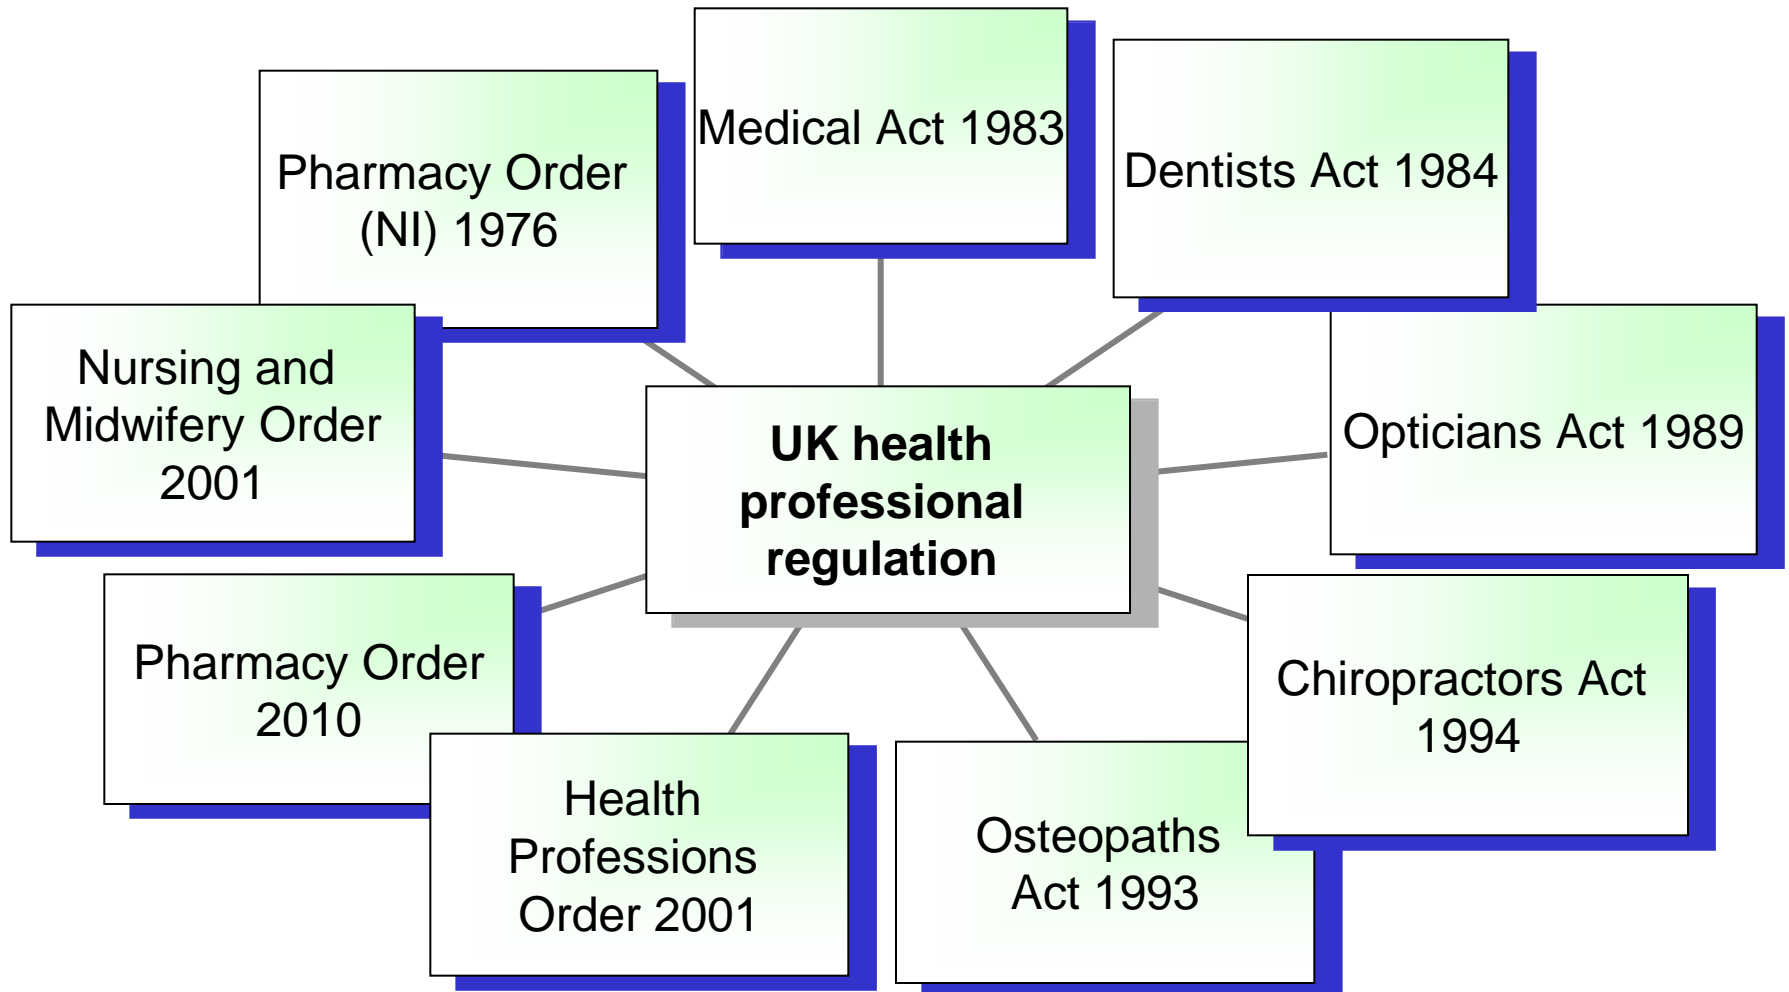 Medical Act 1983
Dentists Act 1984
Pharmacy Order
(NI) 1976
Nursing and
Midwifery Order
2001
UK health
professional
regulation
Opticians Act 1989
Pharmacy Order
2010
Chiropractors Act
1994
Health
Professions
Order 2001
Osteopaths
Act 1993